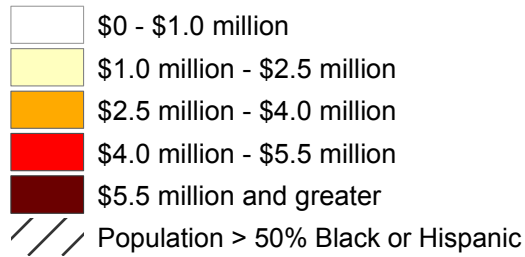 $0 - $1.0 million
$1.0 million - $2.5 million
$2.5 million - $4.0 million
$4.0 million - $5.5 million
$5.5 million and greater
Population > 50% Black or Hispanic